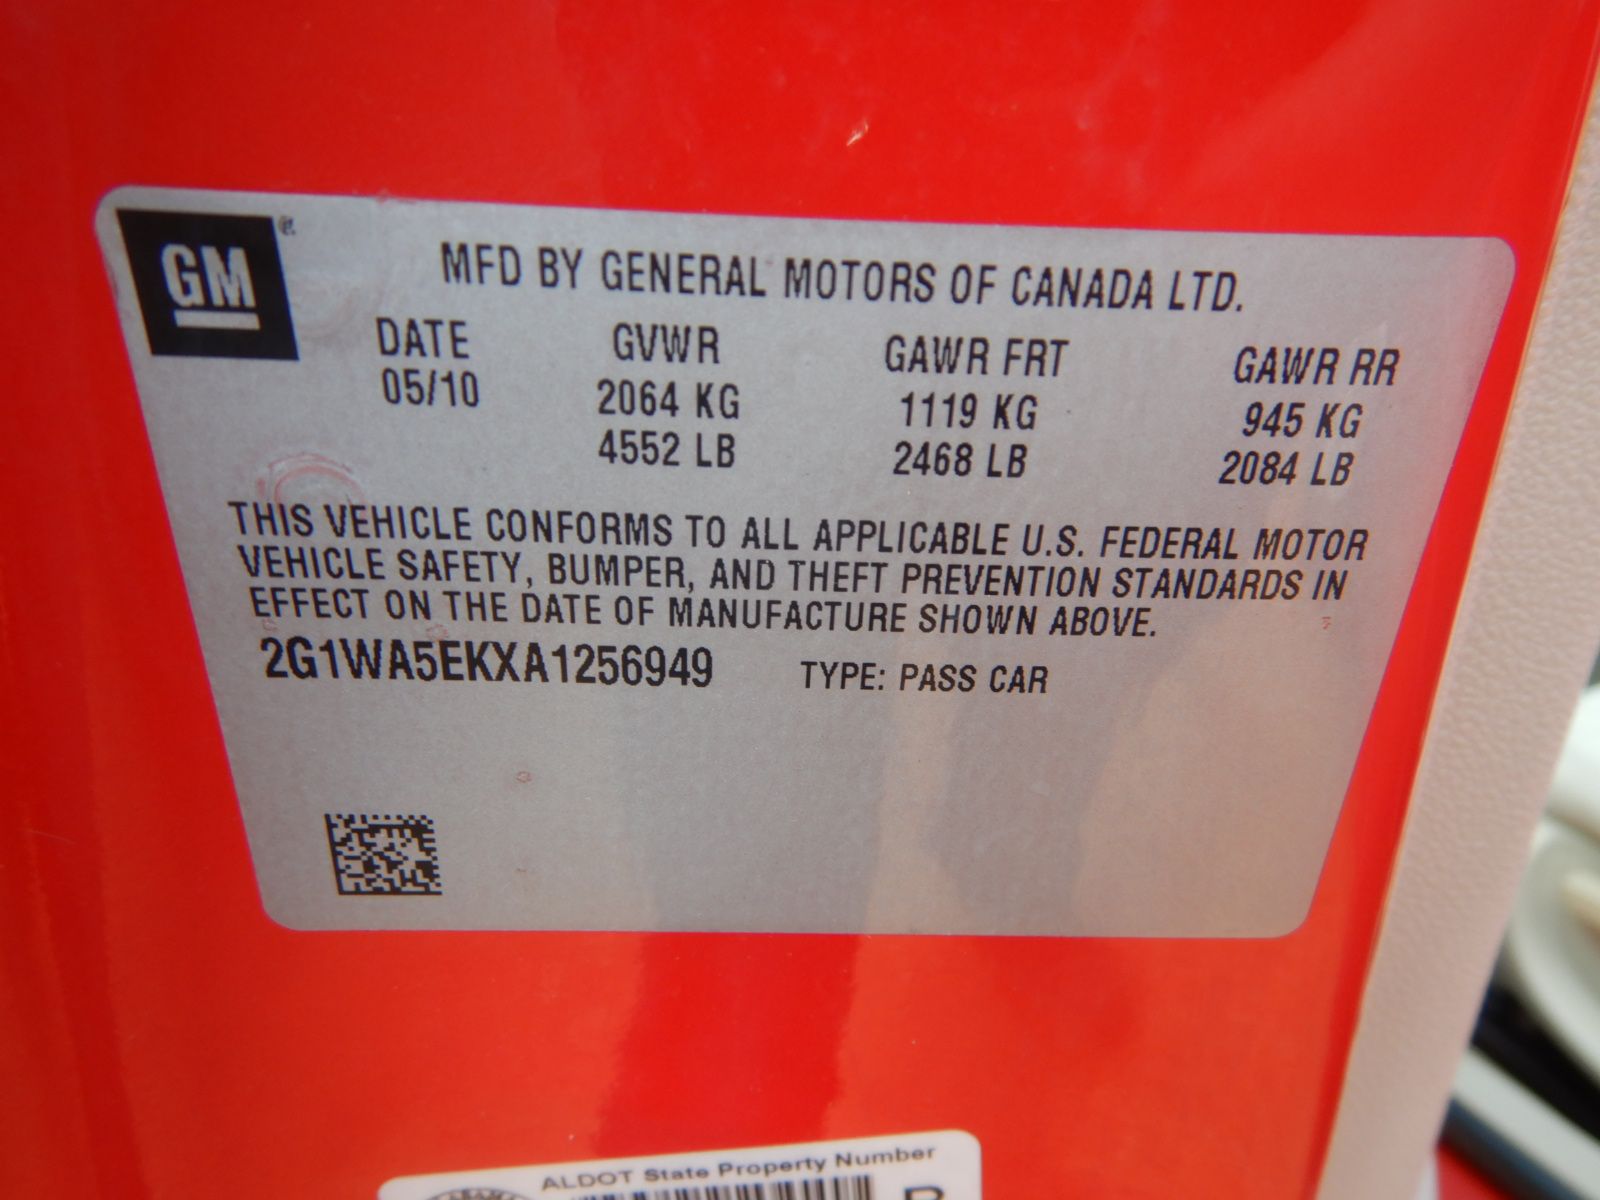 GM
MFD BY GENERAL MOTORS OF CANADA LTD.
DATE GVWR GAWR FRT GAWR RR
05/10 2064 KG 1119 KG 945 KG
4552 LB 2468 LB 2084 LB
THIS VEHICLE CONFORMS TO ALL APPLICABLE U.S. FEDERAL MOTOR
VEHICLE SAFETY, BUMPER, AND THEFT PREVENTION STANDARDS IN
EFFECT ON THE DATE OF MANUFACTURE SHOWN ABOVE.
2G1WA5EKXA1256949 TYPE: PASS CAR
ALDOT State Property Number